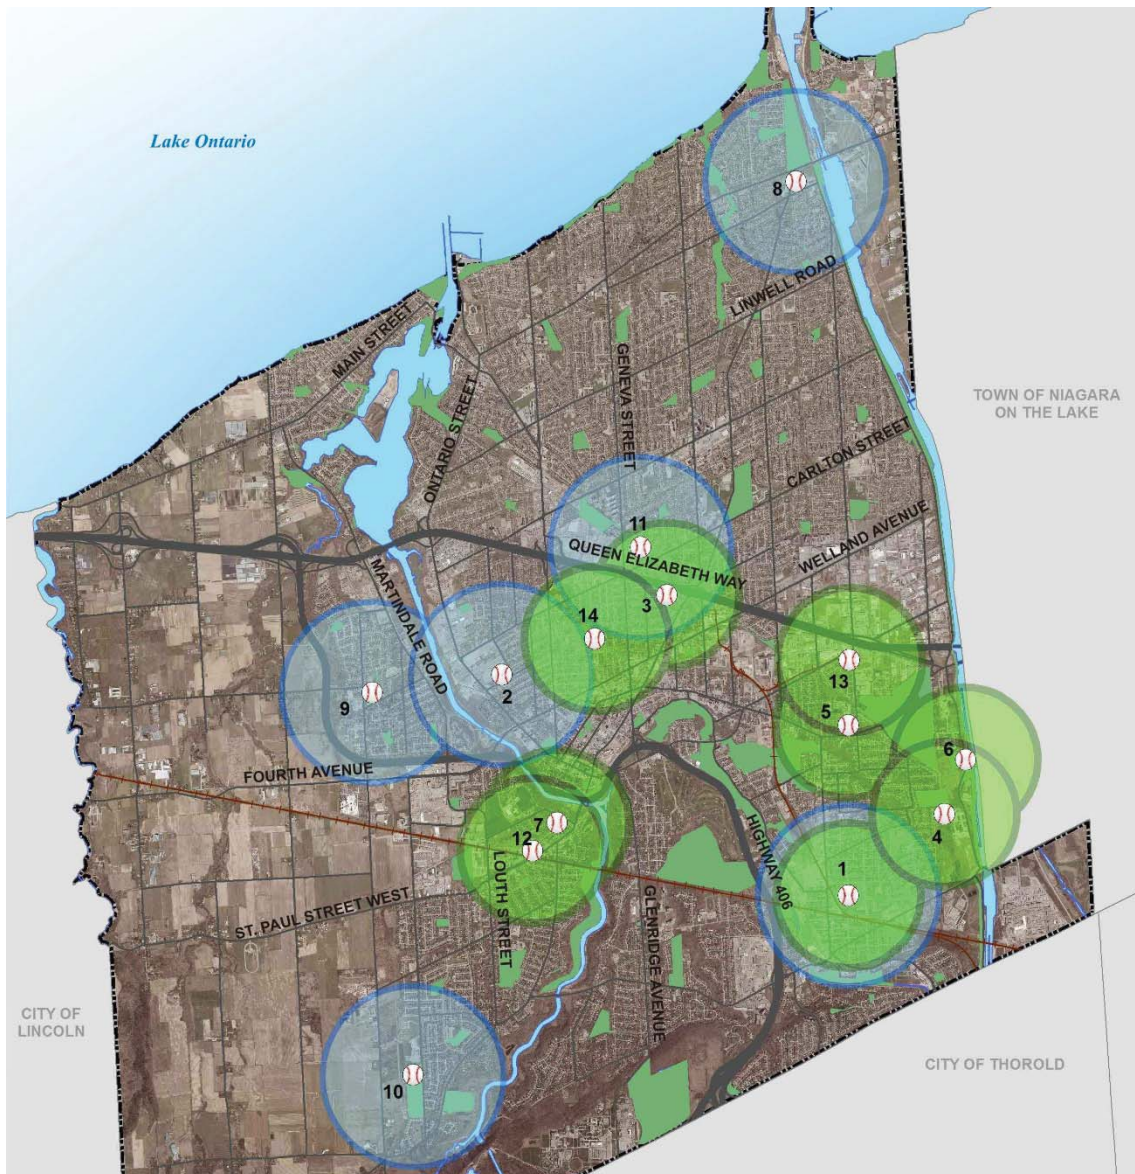 Lake Ontario
8
LINWELL ROAD
MAIN STREET
GENEVA STREET
TOWN OF NIAGARA
ON THE LAKE
ONTARIO STREET
CARLTON STREET
11
QUEEN ELIZABETH WAY
WELLAND AVENUE
MARTINDALE ROAD
3
14
13
2
9
5
6
FOURTH AVENUE
7
12
4
HIGHWAY 406
1
LOUTH STREET
ST. PAUL STREET WEST
GLENRIDGE AVENUE
CITY OF
LINCOLN
CITY OF THOROLD
10